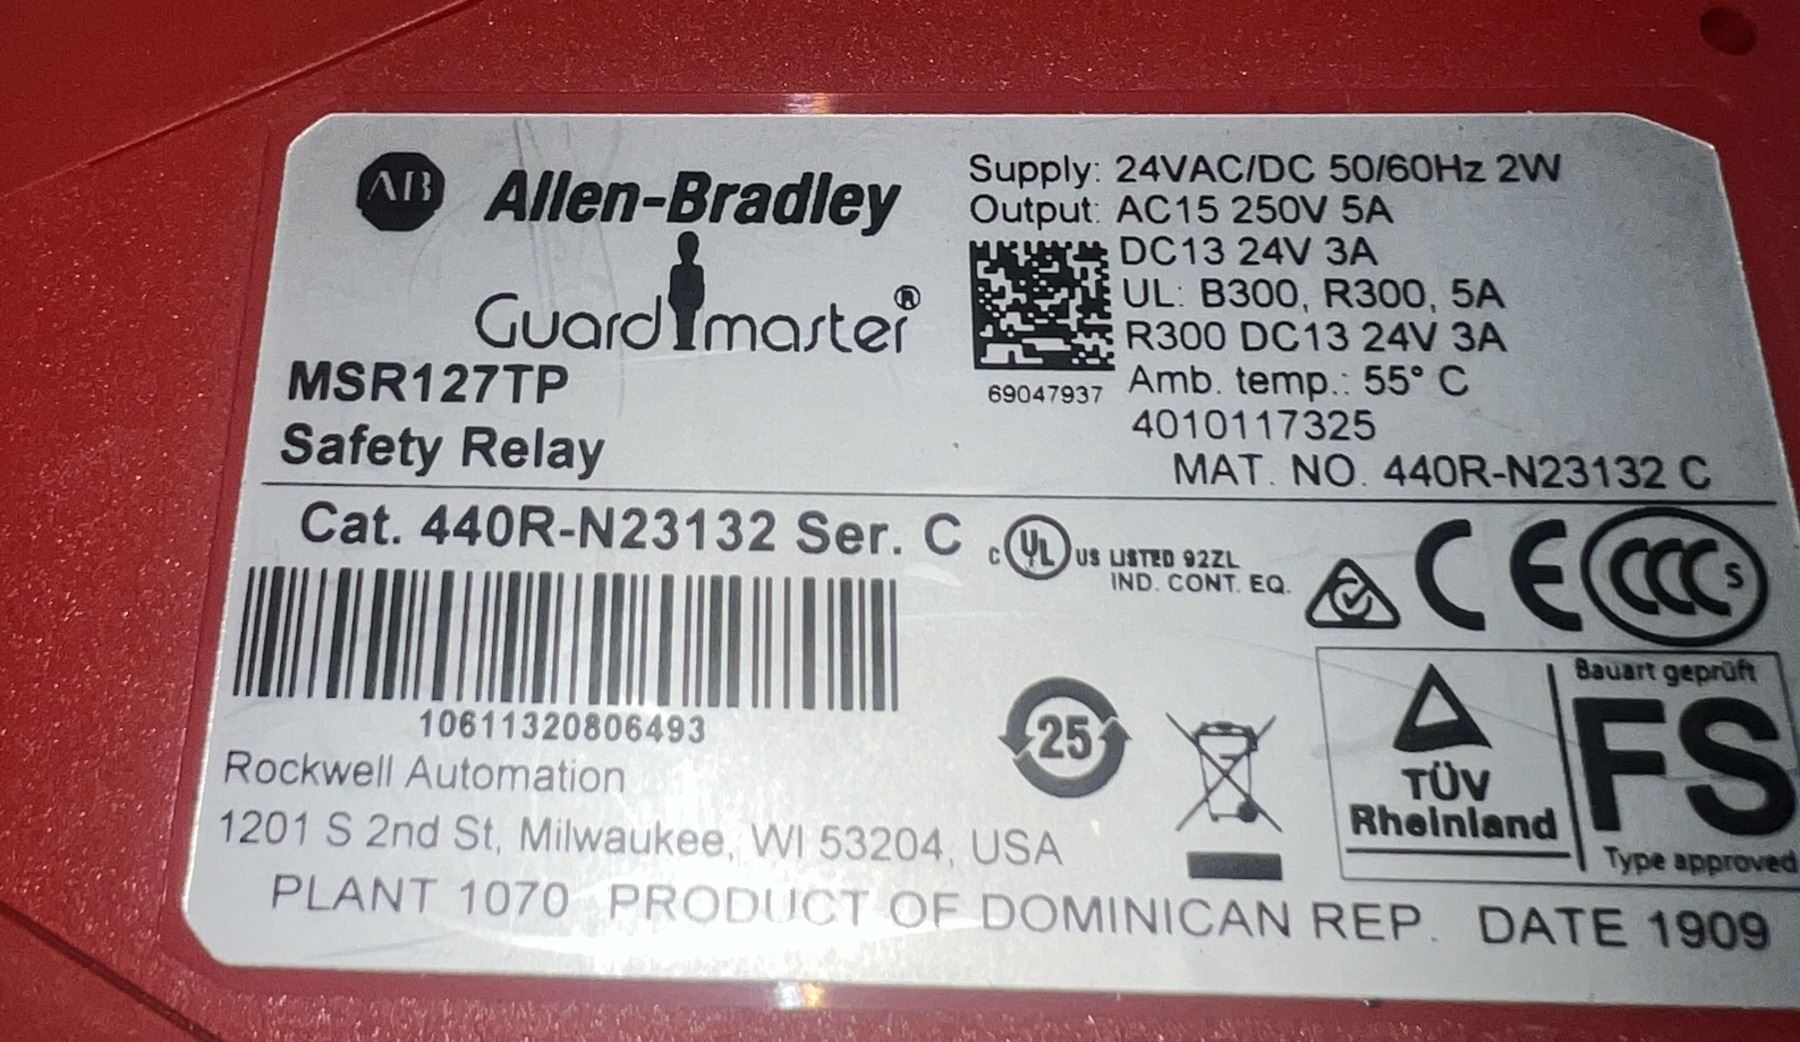 AB Allen-Bradley
Guardmaster®
MSR127TP
Safety Relay
Supply: 24VAC/DC 50/60Hz 2W
Output: AC15 250V 5A
DC13 24V 3A
UL: B300, R300, 5A
R300 DC13 24V 3A
69047937
Amb. temp.: 55° C
4010117325
MAT. NO. 440R-N23132 C
Cat. 440R-N23132 Ser. C
10611320806493
C UL US LISTED 92ZL
IND. CONT. EQ.
CE
CCC S
25
TÜV
Rheinland
Bauart geprüft
FS
Type approved
Rockwell Automation
1201 S 2nd St, Milwaukee, WI 53204, USA
PLANT 1070 PRODUCT OF DOMINICAN REP. DATE 1909